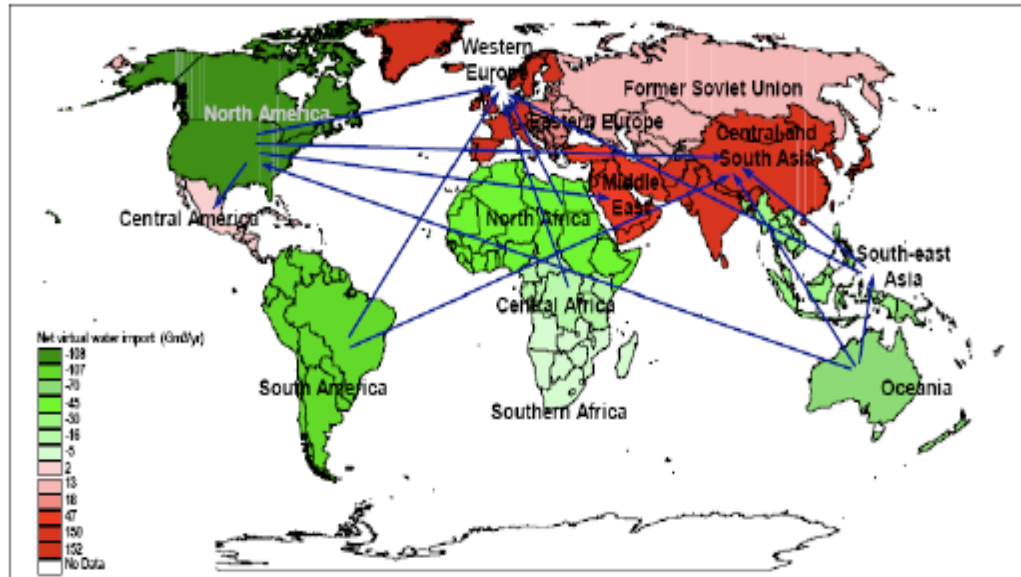 Western
Europe
North America
Former Soviet Union
Eastern Europe
Central and
South Asia
Middle
East
Central America
North Africa
South-east
Asia
Central Africa
South America
Oceania
Southern Africa
Net virtual water import (Gm3/yr)
-108
-107
-70
-45
-30
-16
-5
2
13
18
47
150
152
No Data